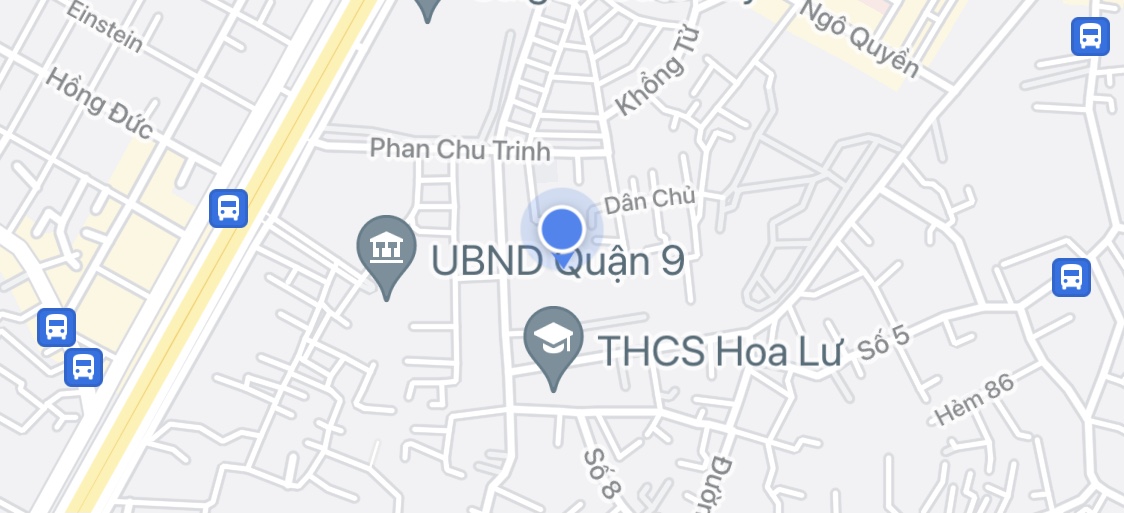 Einstein
Ngô Quyền
Hồng Đức
Khổng Tử
Phan Chu Trinh
Dân Chủ
UBND Quận 9
THCS Hoa Lư
Số 5
Hẻm 86
Số 8